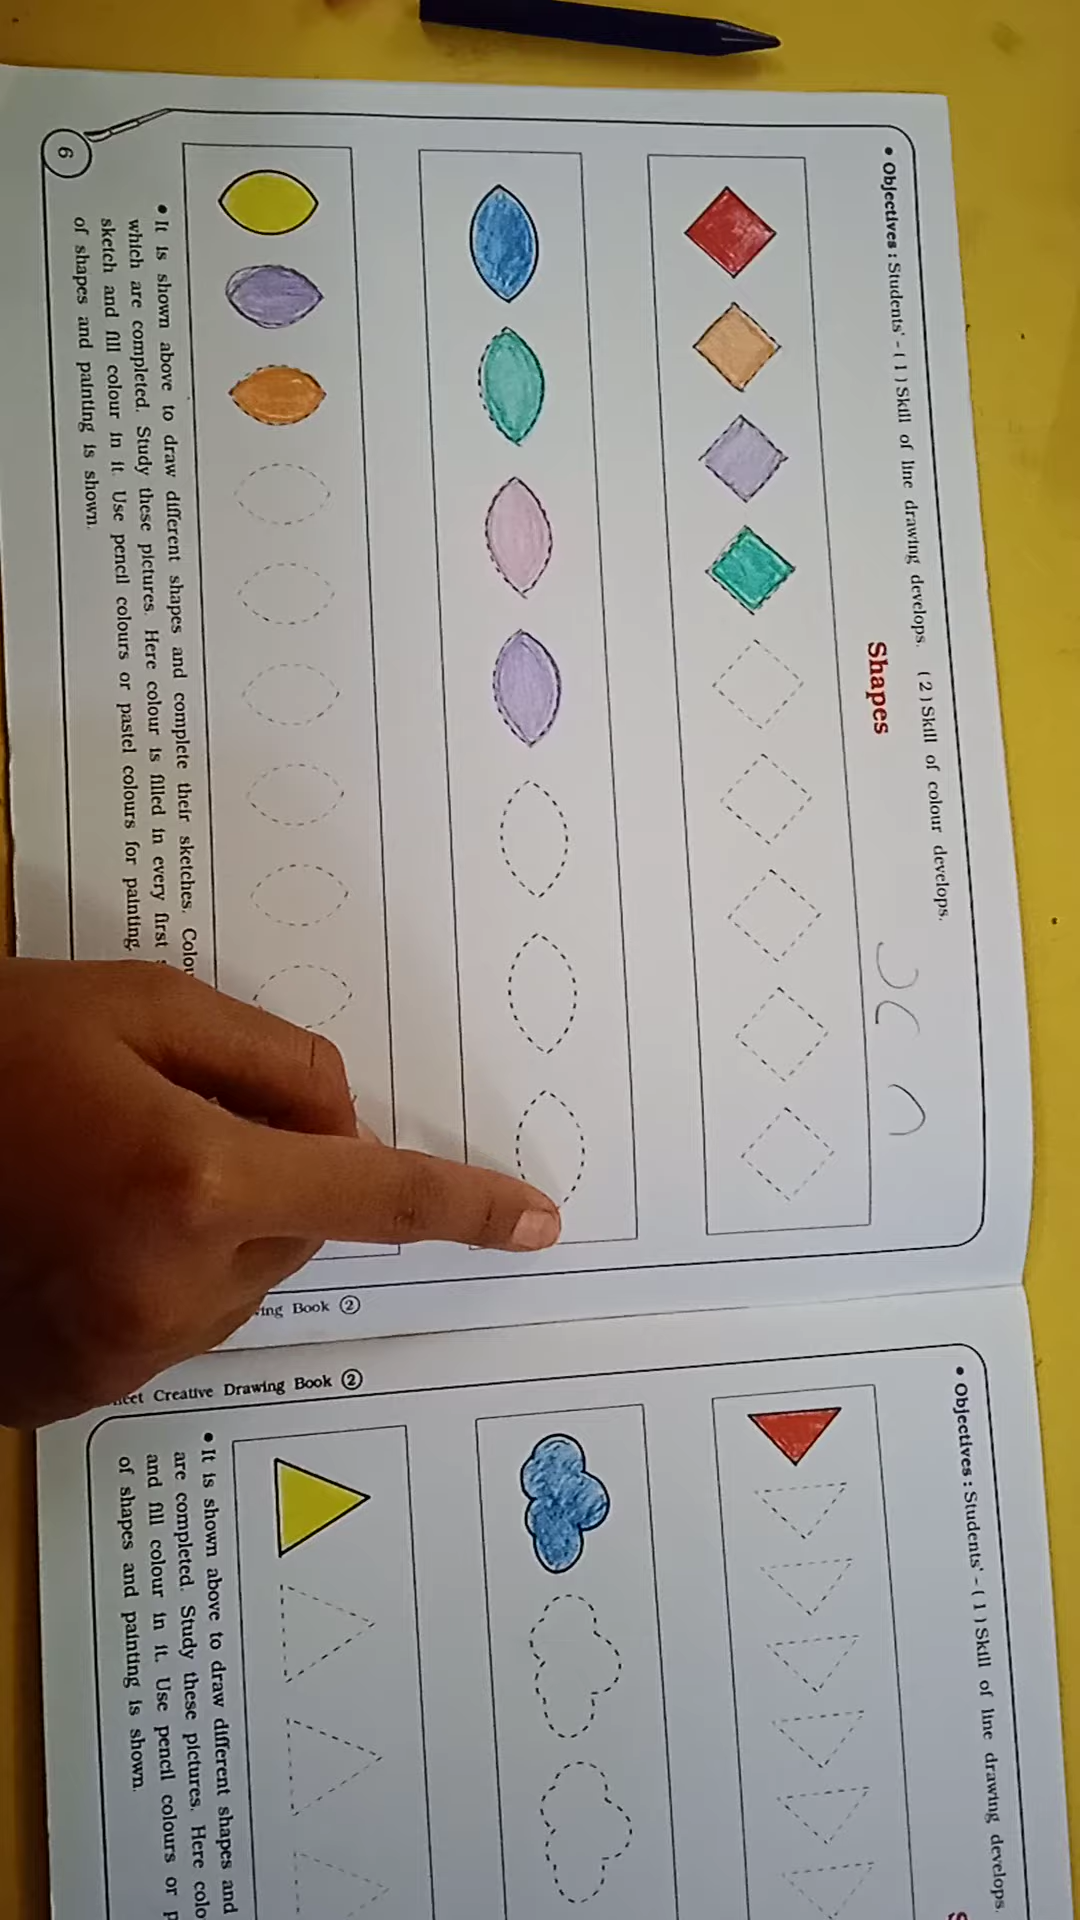 • Objectives : Students' - ( 1 ) Skill of line drawing develops. ( 2 ) Skill of colour develops.
Shapes
• It is shown above to draw different shapes and complete their sketches. Colou
which are completed. Study these pictures. Here colour is filled in every first
sketch and fill colour in it. Use pencil colours or pastel colours for painting
of shapes and painting is shown.
6
Book 2
• Objectives : Students' - ( 1 ) Skill of line drawing develops.
• It is shown above to draw different shapes and
are completed. Study these pictures. Here colo
and fill colour in it. Use pencil colours or p
of shapes and painting is shown.
Creative Drawing Book 2